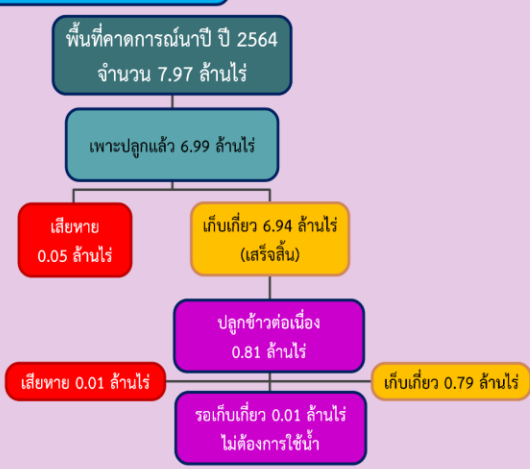 พื้นที่คาดการณ์นาปี ปี 2564
จำนวน 7.97 ล้านไร่
เพาะปลูกแล้ว 6.99 ล้านไร่
เสียหาย
0.05 ล้านไร่
เก็บเกี่ยว 6.94 ล้านไร่
(เสร็จสิ้น)
ปลูกข้าวต่อเนื่อง
0.81 ล้านไร่
เสียหาย 0.01 ล้านไร่
เก็บเกี่ยว 0.79 ล้านไร่
รอเก็บเกี่ยว 0.01 ล้านไร่
ไม่ต้องการใช้น้ำ